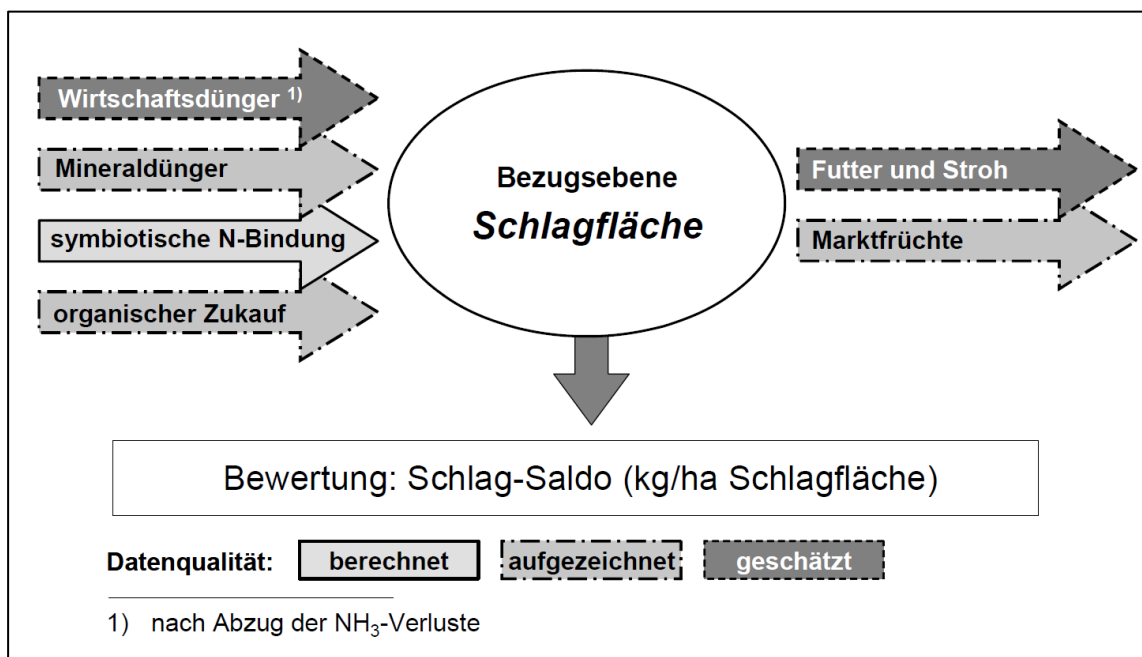 Wirtschaftsdünger 1)
Mineraldünger
symbiotische N-Bindung
organischer Zukauf
Bezugsebene
Schlagfläche
Futter und Stroh
Marktfrüchte
Bewertung: Schlag-Saldo (kg/ha Schlagfläche)
Datenqualität: berechnet aufgezeichnet geschätzt
1) nach Abzug der NH3-Verluste